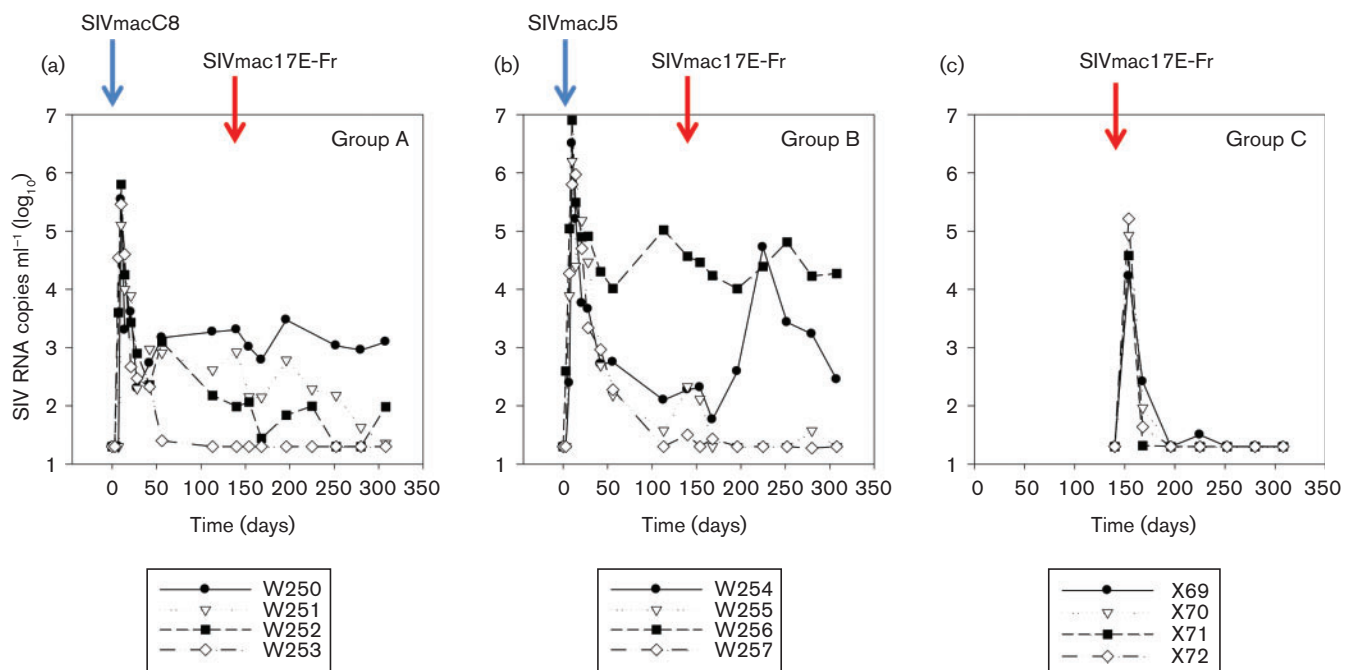 SIVmacC8
SIVmac17E-Fr
(a)
Group A
7
6
5
4
3
2
1
SIV RNA copies ml⁻¹ (log₁₀)
0 50 100 150 200 250 300 350
Time (days)
W250
W251
W252
W253
SIVmacJ5
SIVmac17E-Fr
(b)
Group B
7
6
5
4
3
2
1
0 50 100 150 200 250 300 350
Time (days)
W254
W255
W256
W257
SIVmac17E-Fr
(c)
Group C
7
6
5
4
3
2
1
0 50 100 150 200 250 300 350
Time (days)
X69
X70
X71
X72